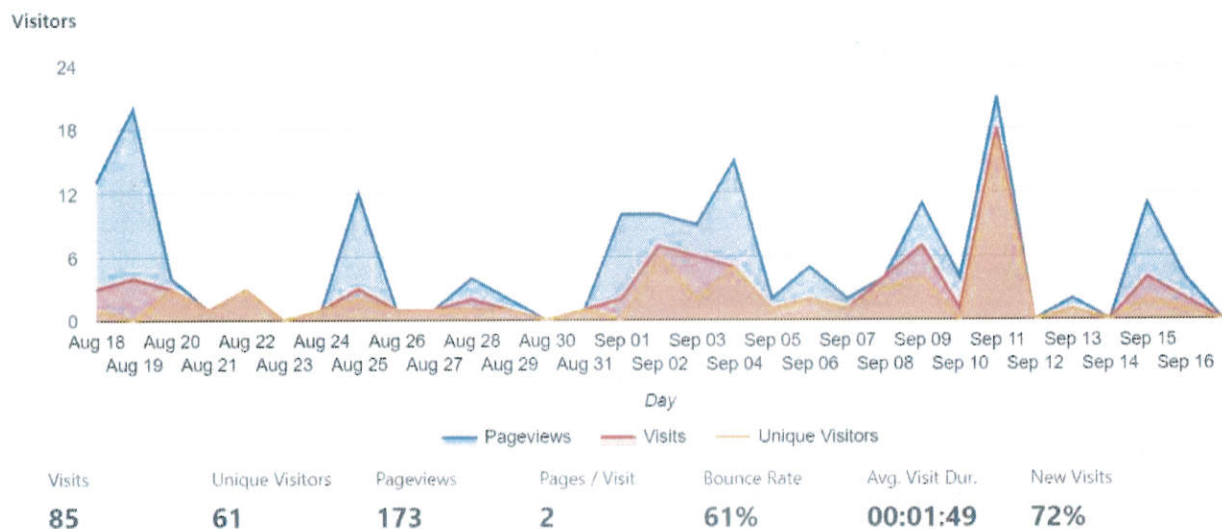 Visitors
24
18
12
6
0
Aug 18 Aug 20 Aug 22 Aug 24 Aug 26 Aug 28 Aug 30 Sep 01 Sep 03 Sep 05 Sep 07 Sep 09 Sep 11 Sep 13 Sep 15
Aug 19 Aug 21 Aug 23 Aug 25 Aug 27 Aug 29 Aug 31 Sep 02 Sep 04 Sep 06 Sep 08 Sep 10 Sep 12 Sep 14 Sep 16
Day
Pageviews Visits Unique Visitors
Visits Unique Visitors Pageviews Pages / Visit Bounce Rate Avg. Visit Dur. New Visits
85 61 173 2 61% 00:01:49 72%